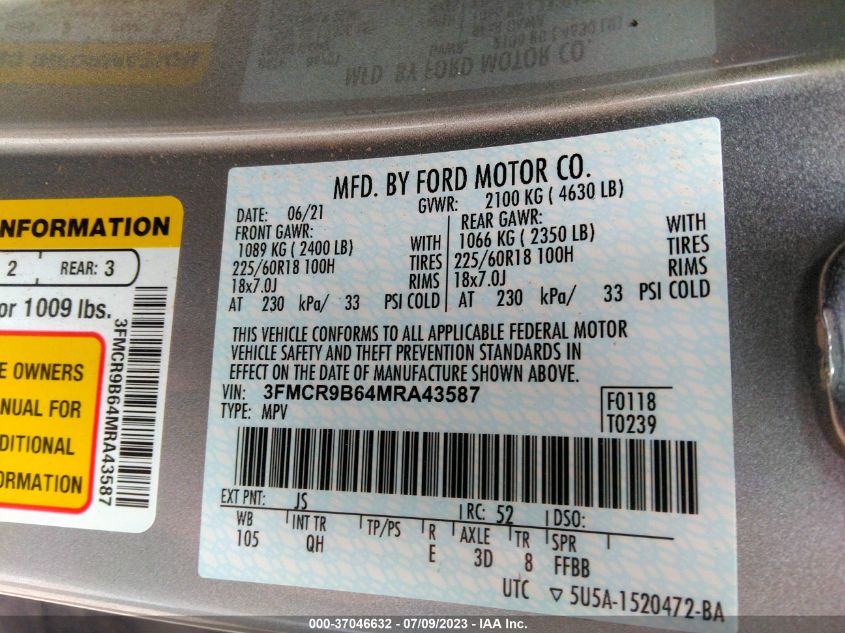 MFD. BY FORD MOTOR CO.
NFORMATION
2 REAR: 3
or 1009 lbs.
3FMCR9B64MRA43587
E OWNERS
ANUAL FOR
DITIONAL
ORMATION
MFD. BY FORD MOTOR CO.
DATE: 06/21 GVWR: 2100 KG ( 4630 LB)
FRONT GAWR: REAR GAWR:
1089 KG ( 2400 LB) WITH 1066 KG ( 2350 LB) WITH
225/60R18 100H TIRES 225/60R18 100H TIRES
18x7.0J RIMS 18x7.0J RIMS
AT 230 kPa/ 33 PSI COLD AT 230 kPa/ 33 PSI COLD
THIS VEHICLE CONFORMS TO ALL APPLICABLE FEDERAL MOTOR
VEHICLE SAFETY AND THEFT PREVENTION STANDARDS IN
EFFECT ON THE DATE OF MANUFACTURE SHOWN ABOVE.
VIN: 3FMCR9B64MRA43587 F0118
TYPE: MPV T0239
EXT PNT: JS RC: 52 DSO:
WB INT TR TP/PS R AXLE TR SPR
105 QH E 3D 8 FFBB
UTC ▽ 5U5A-1520472-BA
000-37046632 - 07/09/2023 - IAA Inc.